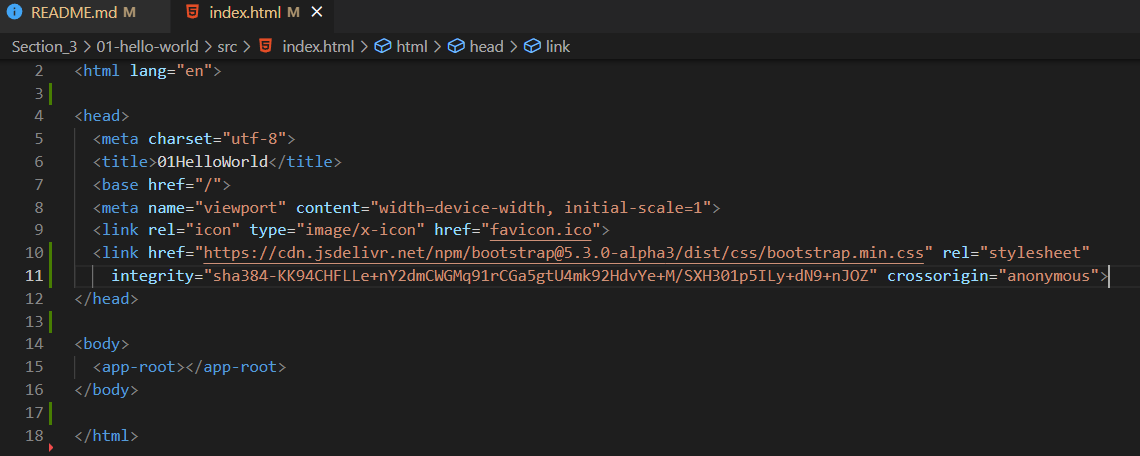 README.md M index.html M
Section_3 > 01-hello-world > src > index.html > html > head > link
2 <html lang="en">
3
4 <head>
5 <meta charset="utf-8">
6 <title>01HelloWorld</title>
7 <base href="/">
8 <meta name="viewport" content="width=device-width, initial-scale=1">
9 <link rel="icon" type="image/x-icon" href="favicon.ico">
10 <link href="https://cdn.jsdelivr.net/npm/bootstrap@5.3.0-alpha3/dist/css/bootstrap.min.css" rel="stylesheet"
11 integrity="sha384-KK94CHFLLe+nY2dmCWGMq91rCGa5gtU4mk92HdvYe+M/SXH301p5ILy+dN9+nJOZ" crossorigin="anonymous">
12 </head>
13
14 <body>
15 <app-root></app-root>
16 </body>
17
18 </html>